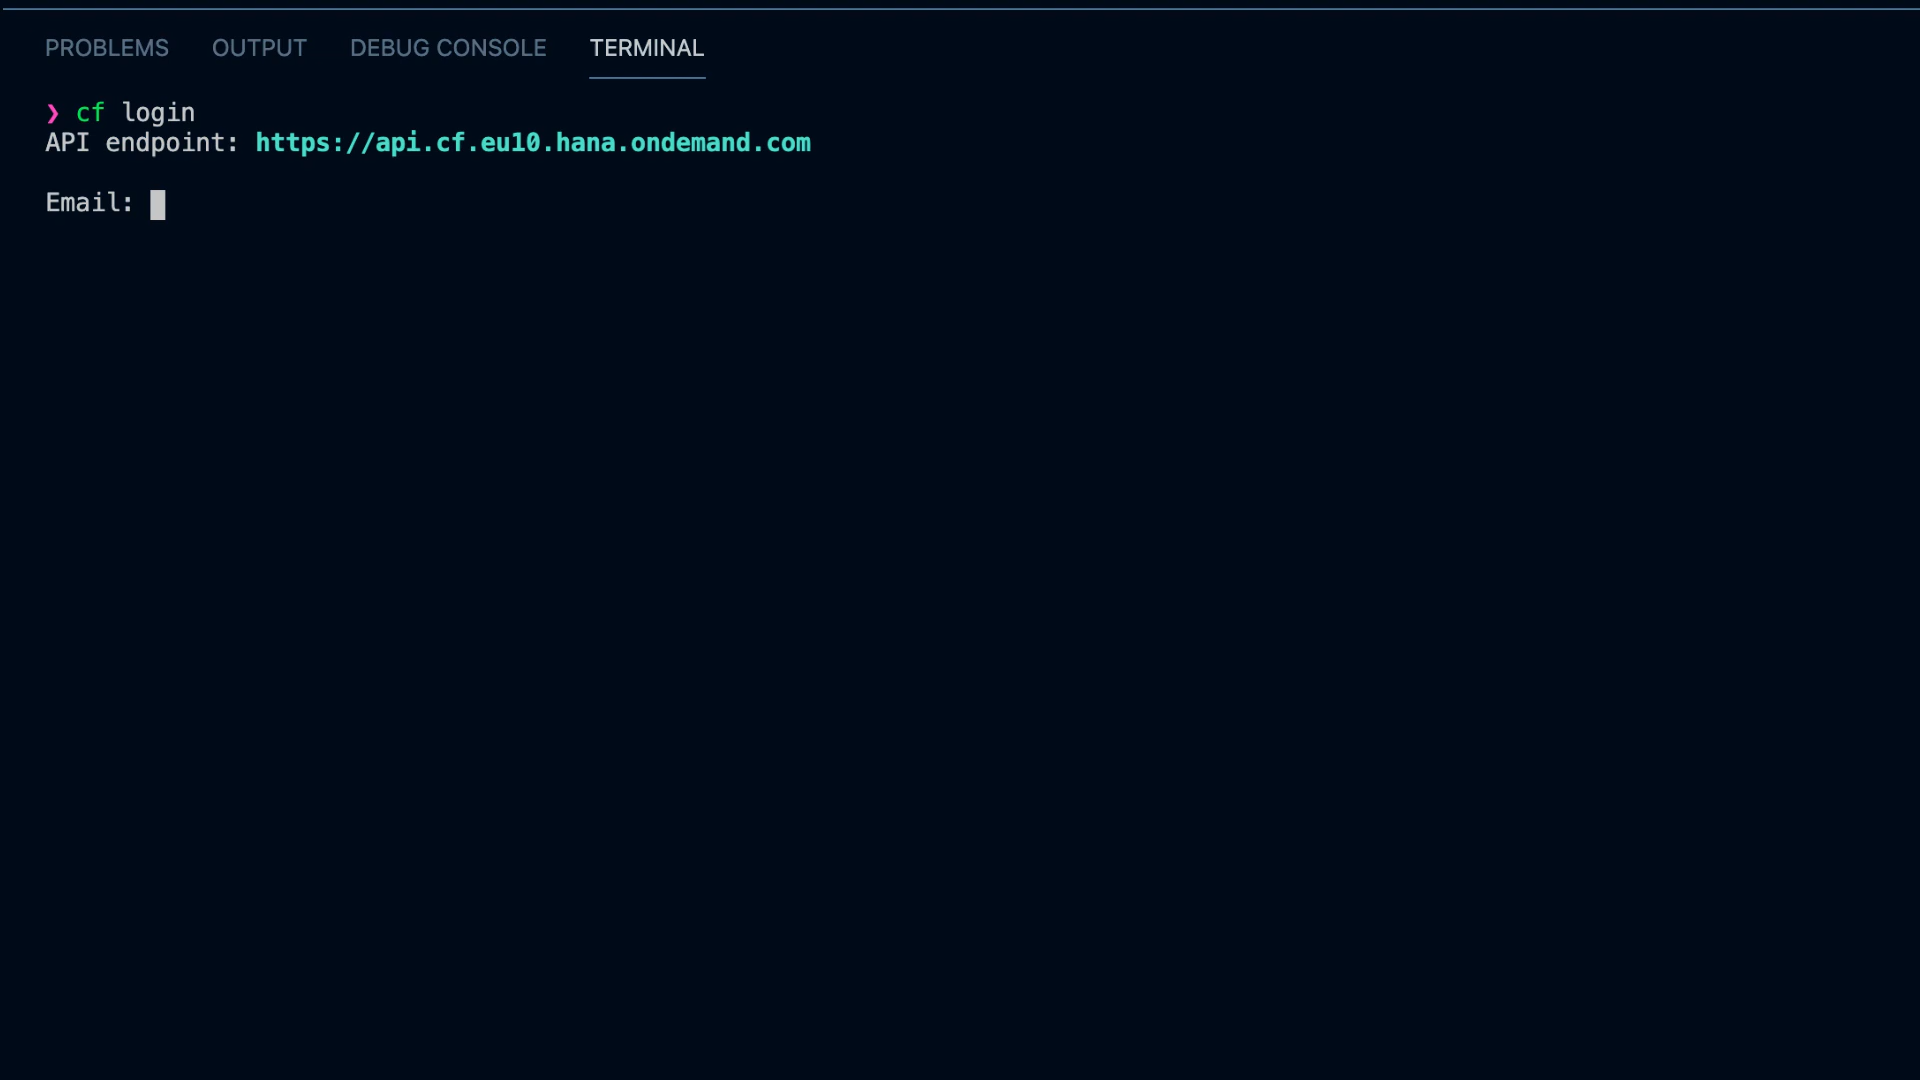 PROBLEMS OUTPUT DEBUG CONSOLE TERMINAL
❯ cf login
API endpoint: https://api.cf.eu10.hana.ondemand.com
Email: